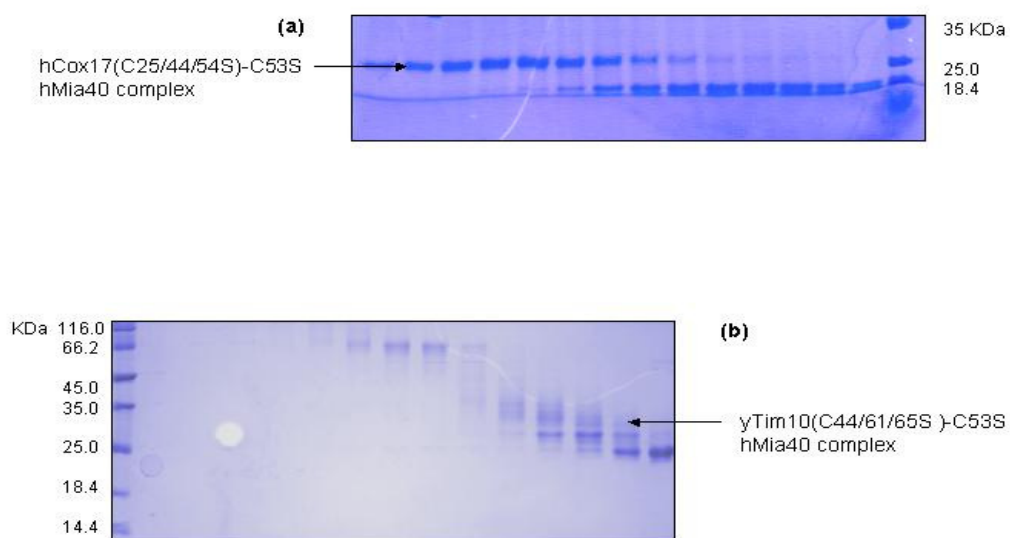 (a)
hCox17(C25/44/54S)-C53S
hMia40 complex
35 KDa
25.0
18.4
(b)
KDa 116.0
66.2
45.0
35.0
25.0
18.4
14.4
yTim10(C44/61/65S )-C53S
hMia40 complex